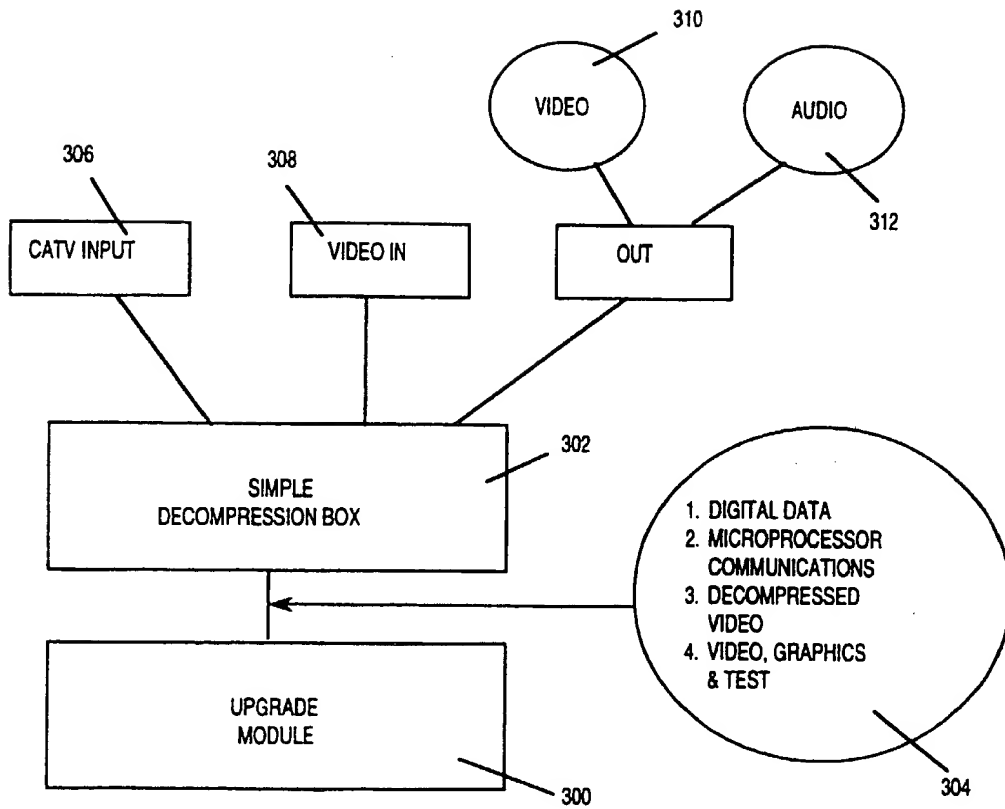 310
VIDEO
AUDIO
306
308
312
CATV INPUT
VIDEO IN
OUT
302
SIMPLE
DECOMPRESSION BOX
1. DIGITAL DATA
2. MICROPROCESSOR
COMMUNICATIONS
3. DECOMPRESSED
VIDEO
4. VIDEO, GRAPHICS
& TEST
UPGRADE
MODULE
300
304